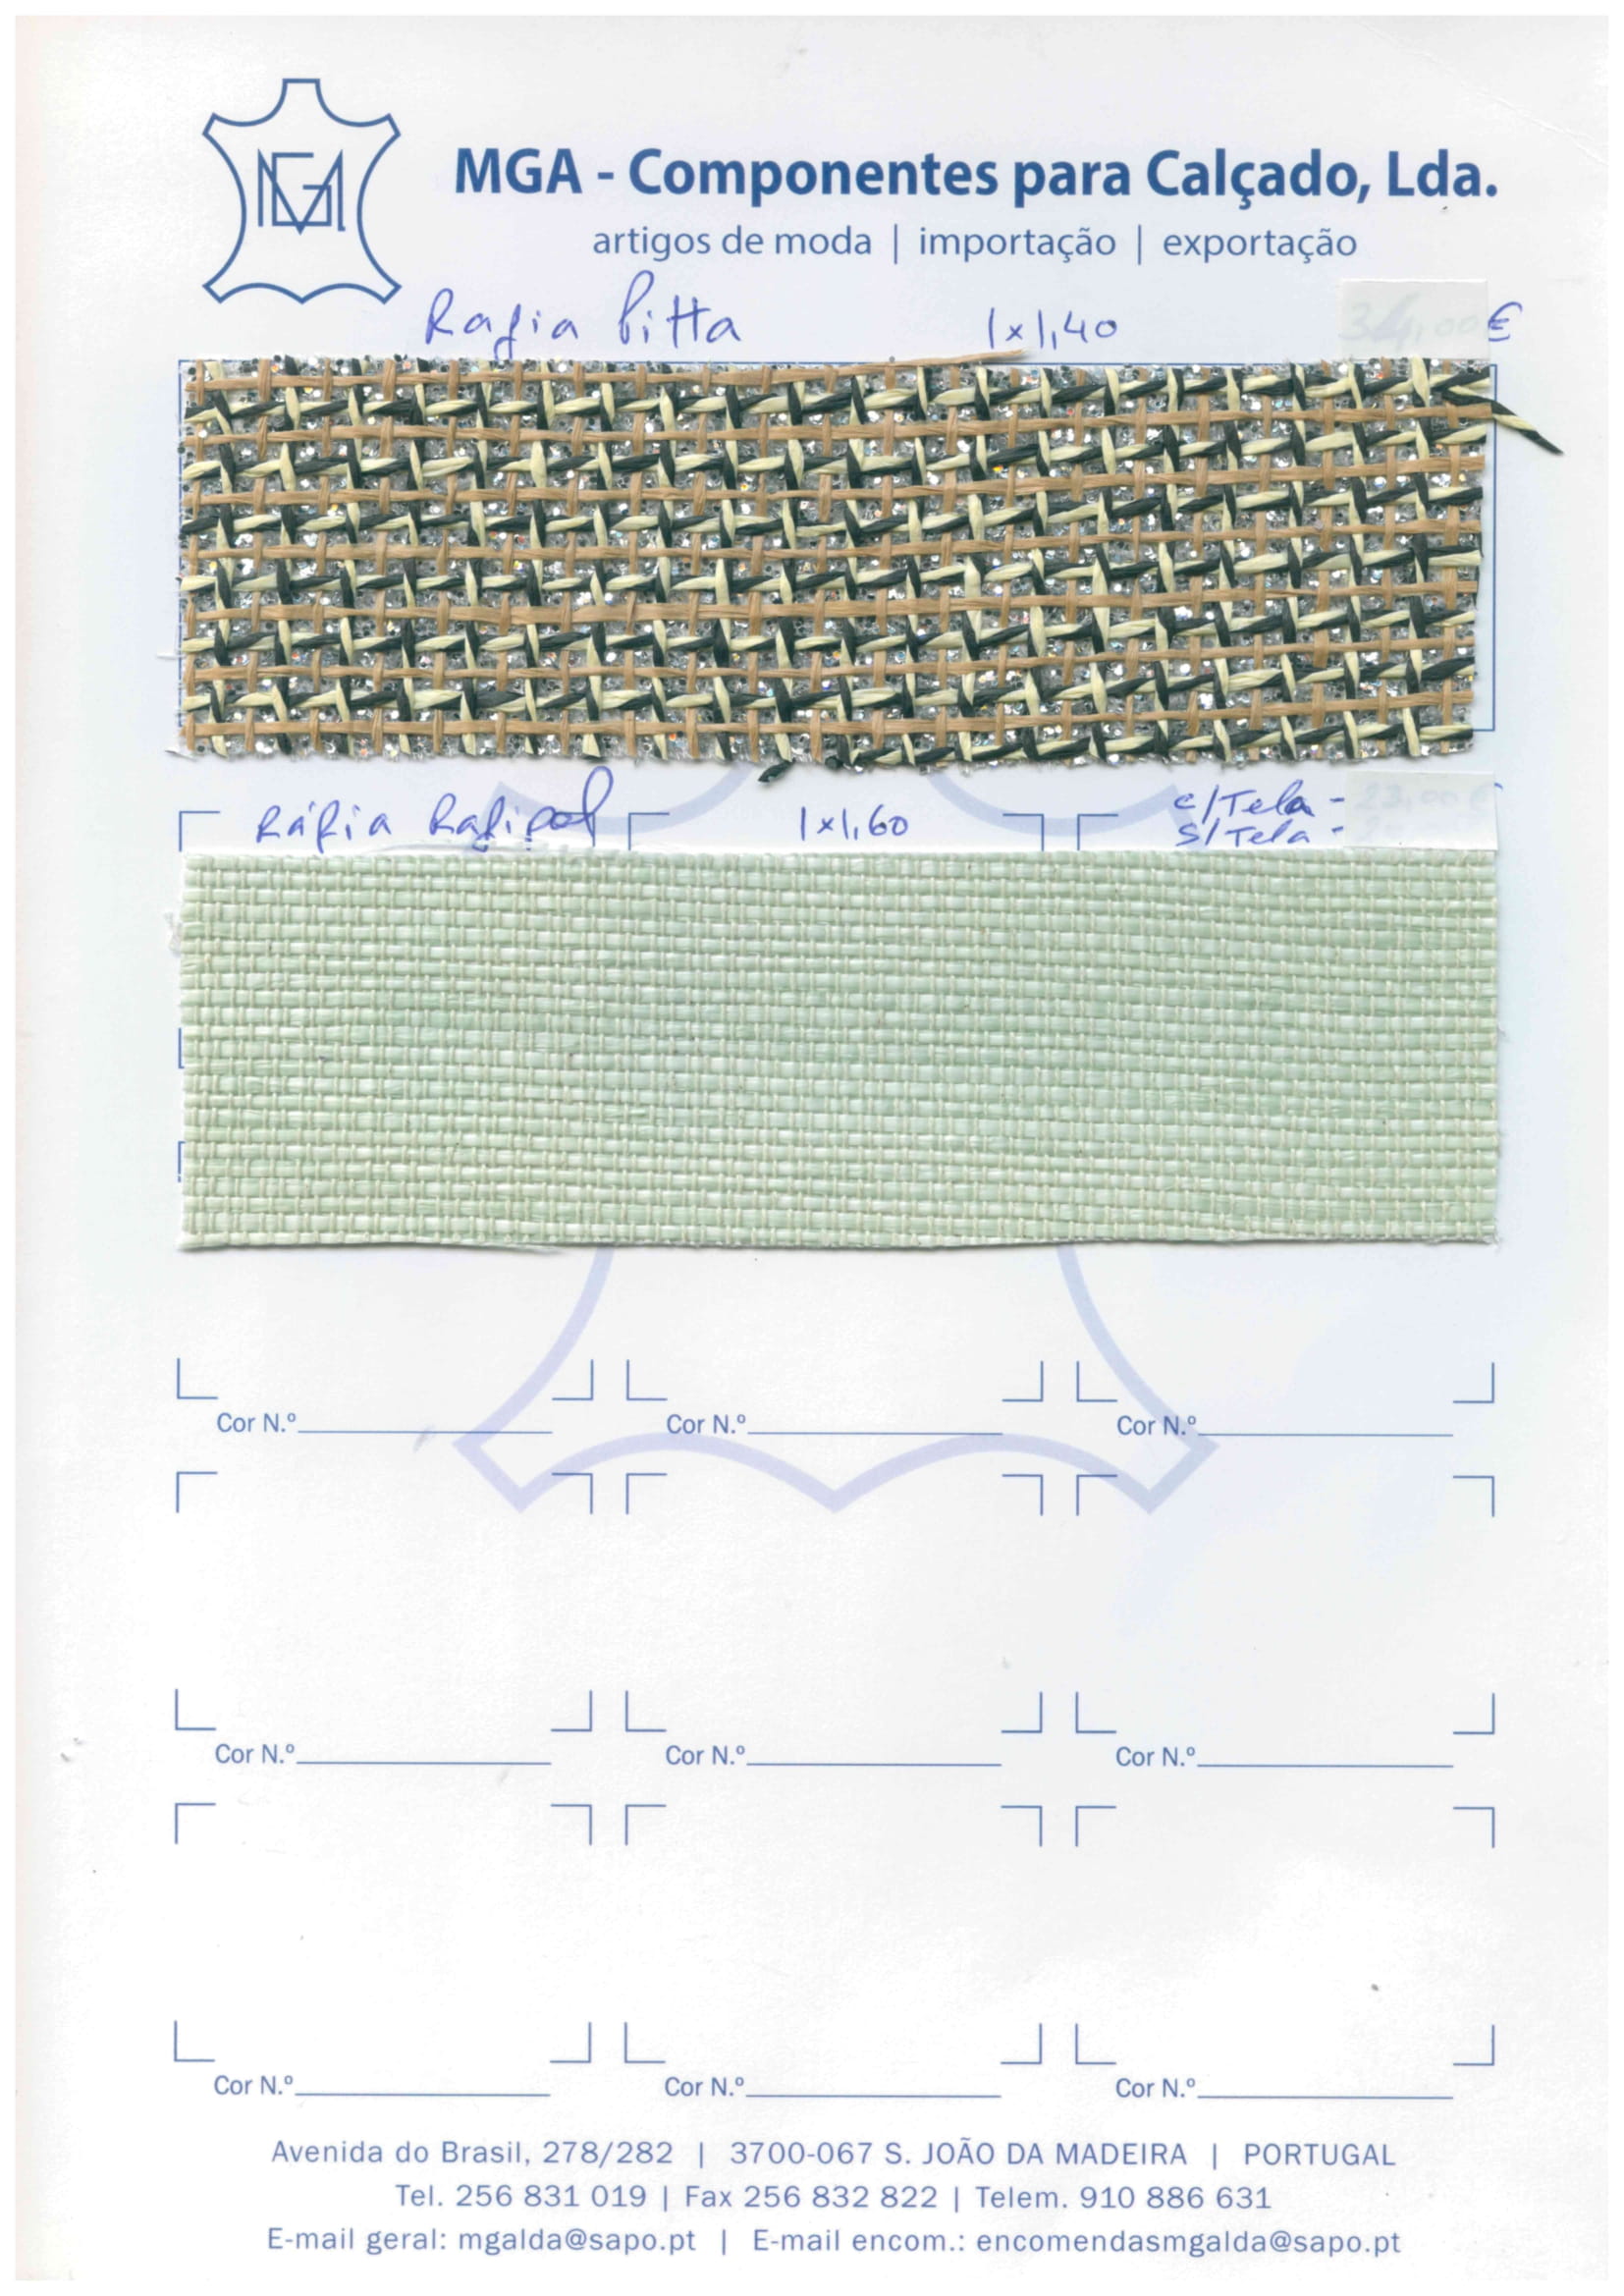 MGA
MGA - Componentes para Calçado, Lda.
artigos de moda | importação | exportação
Rafia Pitta 1x1,40 €
Ráfia Rafipol 1x1,60 c/Tela - 23,00 €
s/Tela -
Cor N.º Cor N.º Cor N.º
Cor N.º Cor N.º Cor N.º
Cor N.º Cor N.º Cor N.º
Avenida do Brasil, 278/282 | 3700-067 S. JOÃO DA MADEIRA | PORTUGAL
Tel. 256 831 019 | Fax 256 832 822 | Telem. 910 886 631
E-mail geral: mgalda@sapo.pt | E-mail encom.: encomendasmgalda@sapo.pt